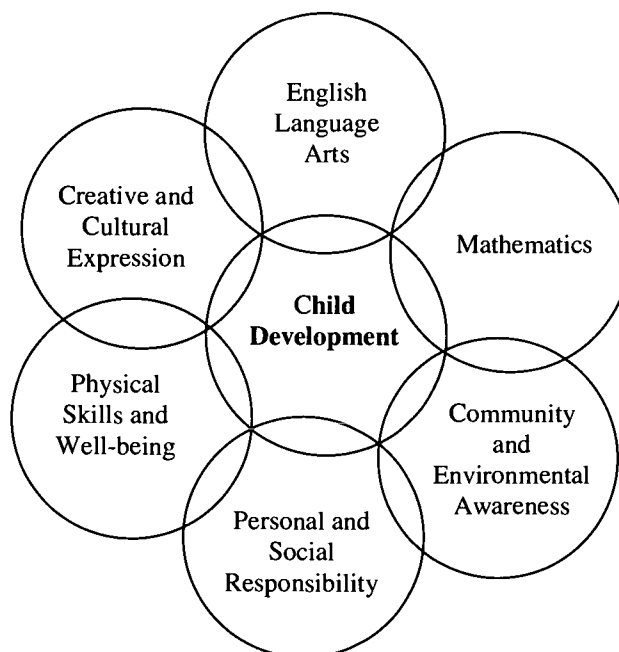 English
Language
Arts
Creative and
Cultural
Expression
Mathematics
Child
Development
Physical
Skills and
Well-being
Community
and
Environmental
Awareness
Personal and
Social
Responsibility